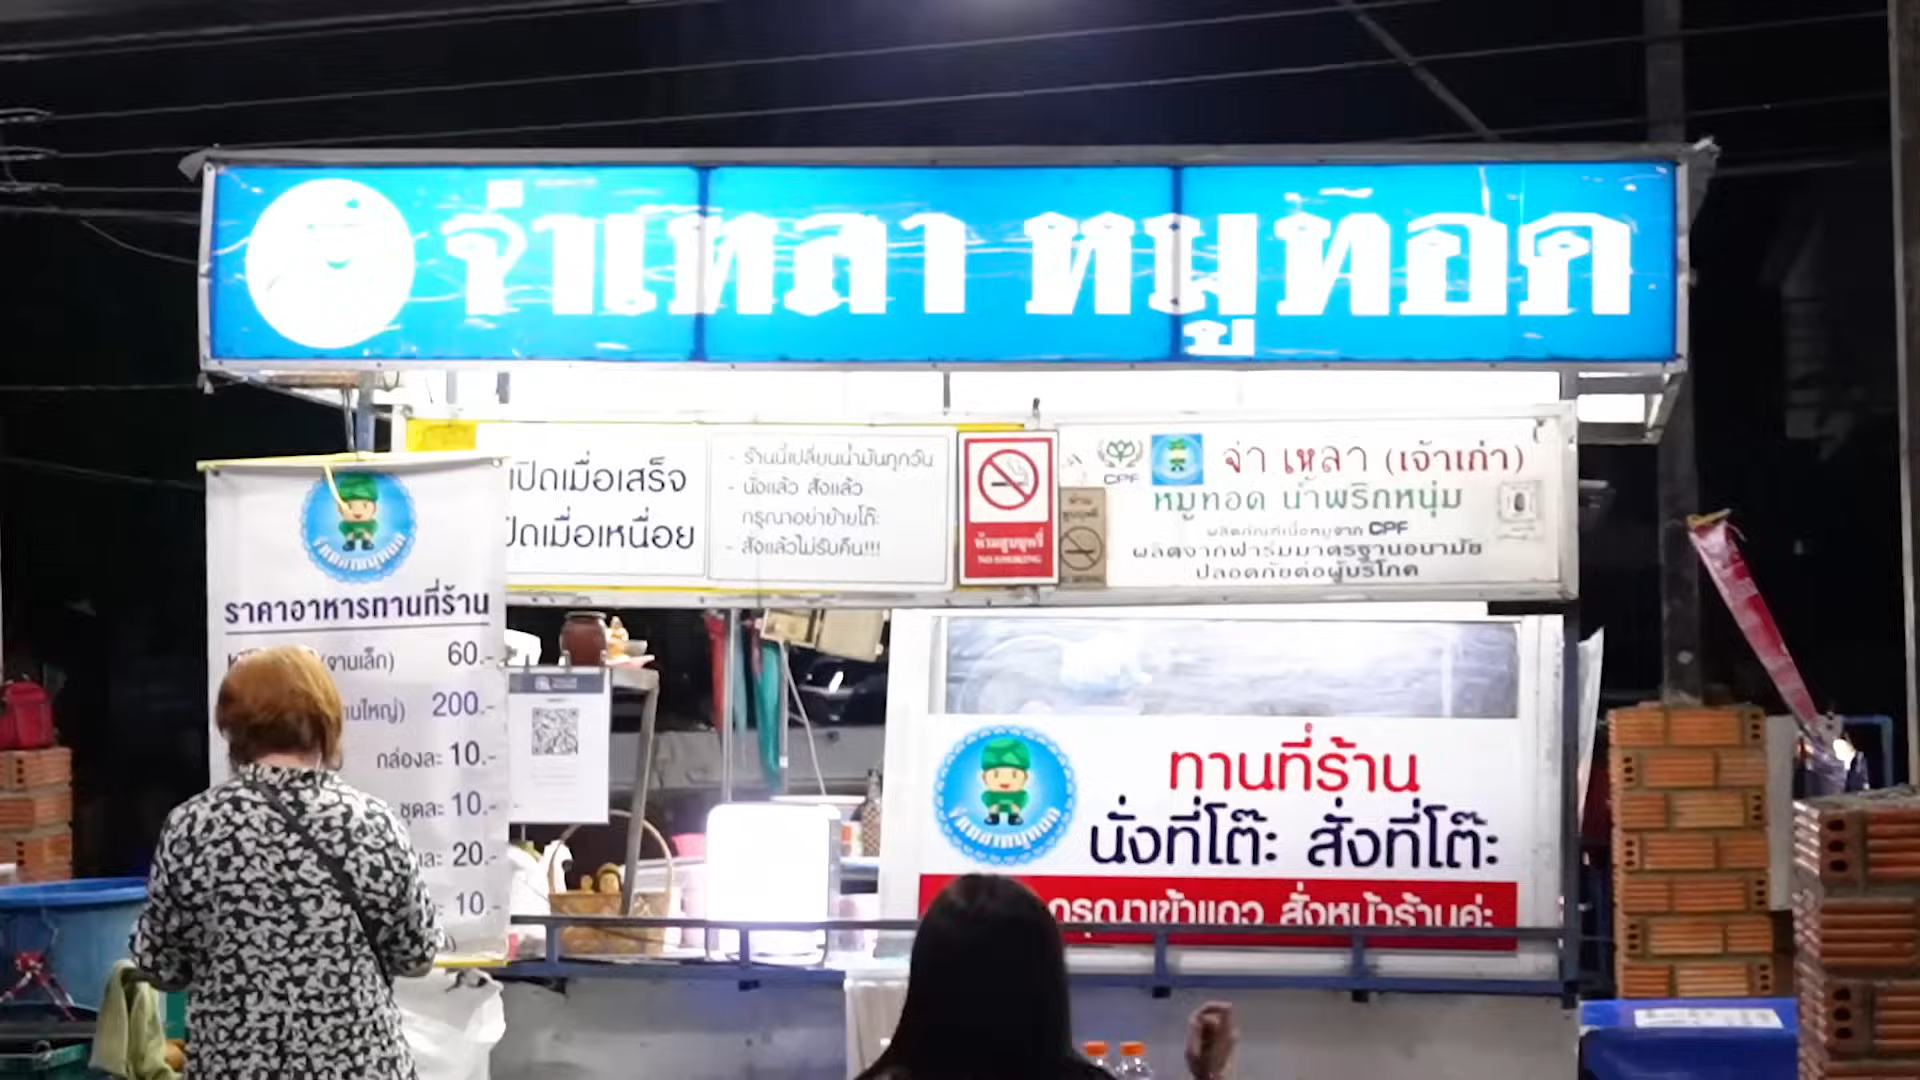 จ่าเหลา หมูทอด
เปิดเมื่อเสร็จ
ปิดเมื่อเหนื่อย
- ร้านนี้เปลี่ยนน้ำมันทุกวัน
- นั่งแล้ว สั่งแล้ว
กรุณาอย่าย้ายโต๊ะ
- สั่งแล้วไม่รับคืน!!!
ห้ามสูบบุหรี่
NO SMOKING
CPF
จ่า เหลา (เจ้าเก่า)
หมูทอด น้ำพริกหนุ่ม
ผลิตภัณฑ์เนื้อหมูจาก CPF
ผลิตจากฟาร์มมาตรฐานอนามัย
ปลอดภัยต่อผู้บริโภค
ราคาอาหารทานที่ร้าน
(จานเล็ก) 60.-
200.-
กล่องละ 10.-
ชุดละ 10.-
20.-
10.-
ทานที่ร้าน
นั่งที่โต๊ะ สั่งที่โต๊ะ
กรุณาเข้าแถว สั่งหน้าร้านค่ะ